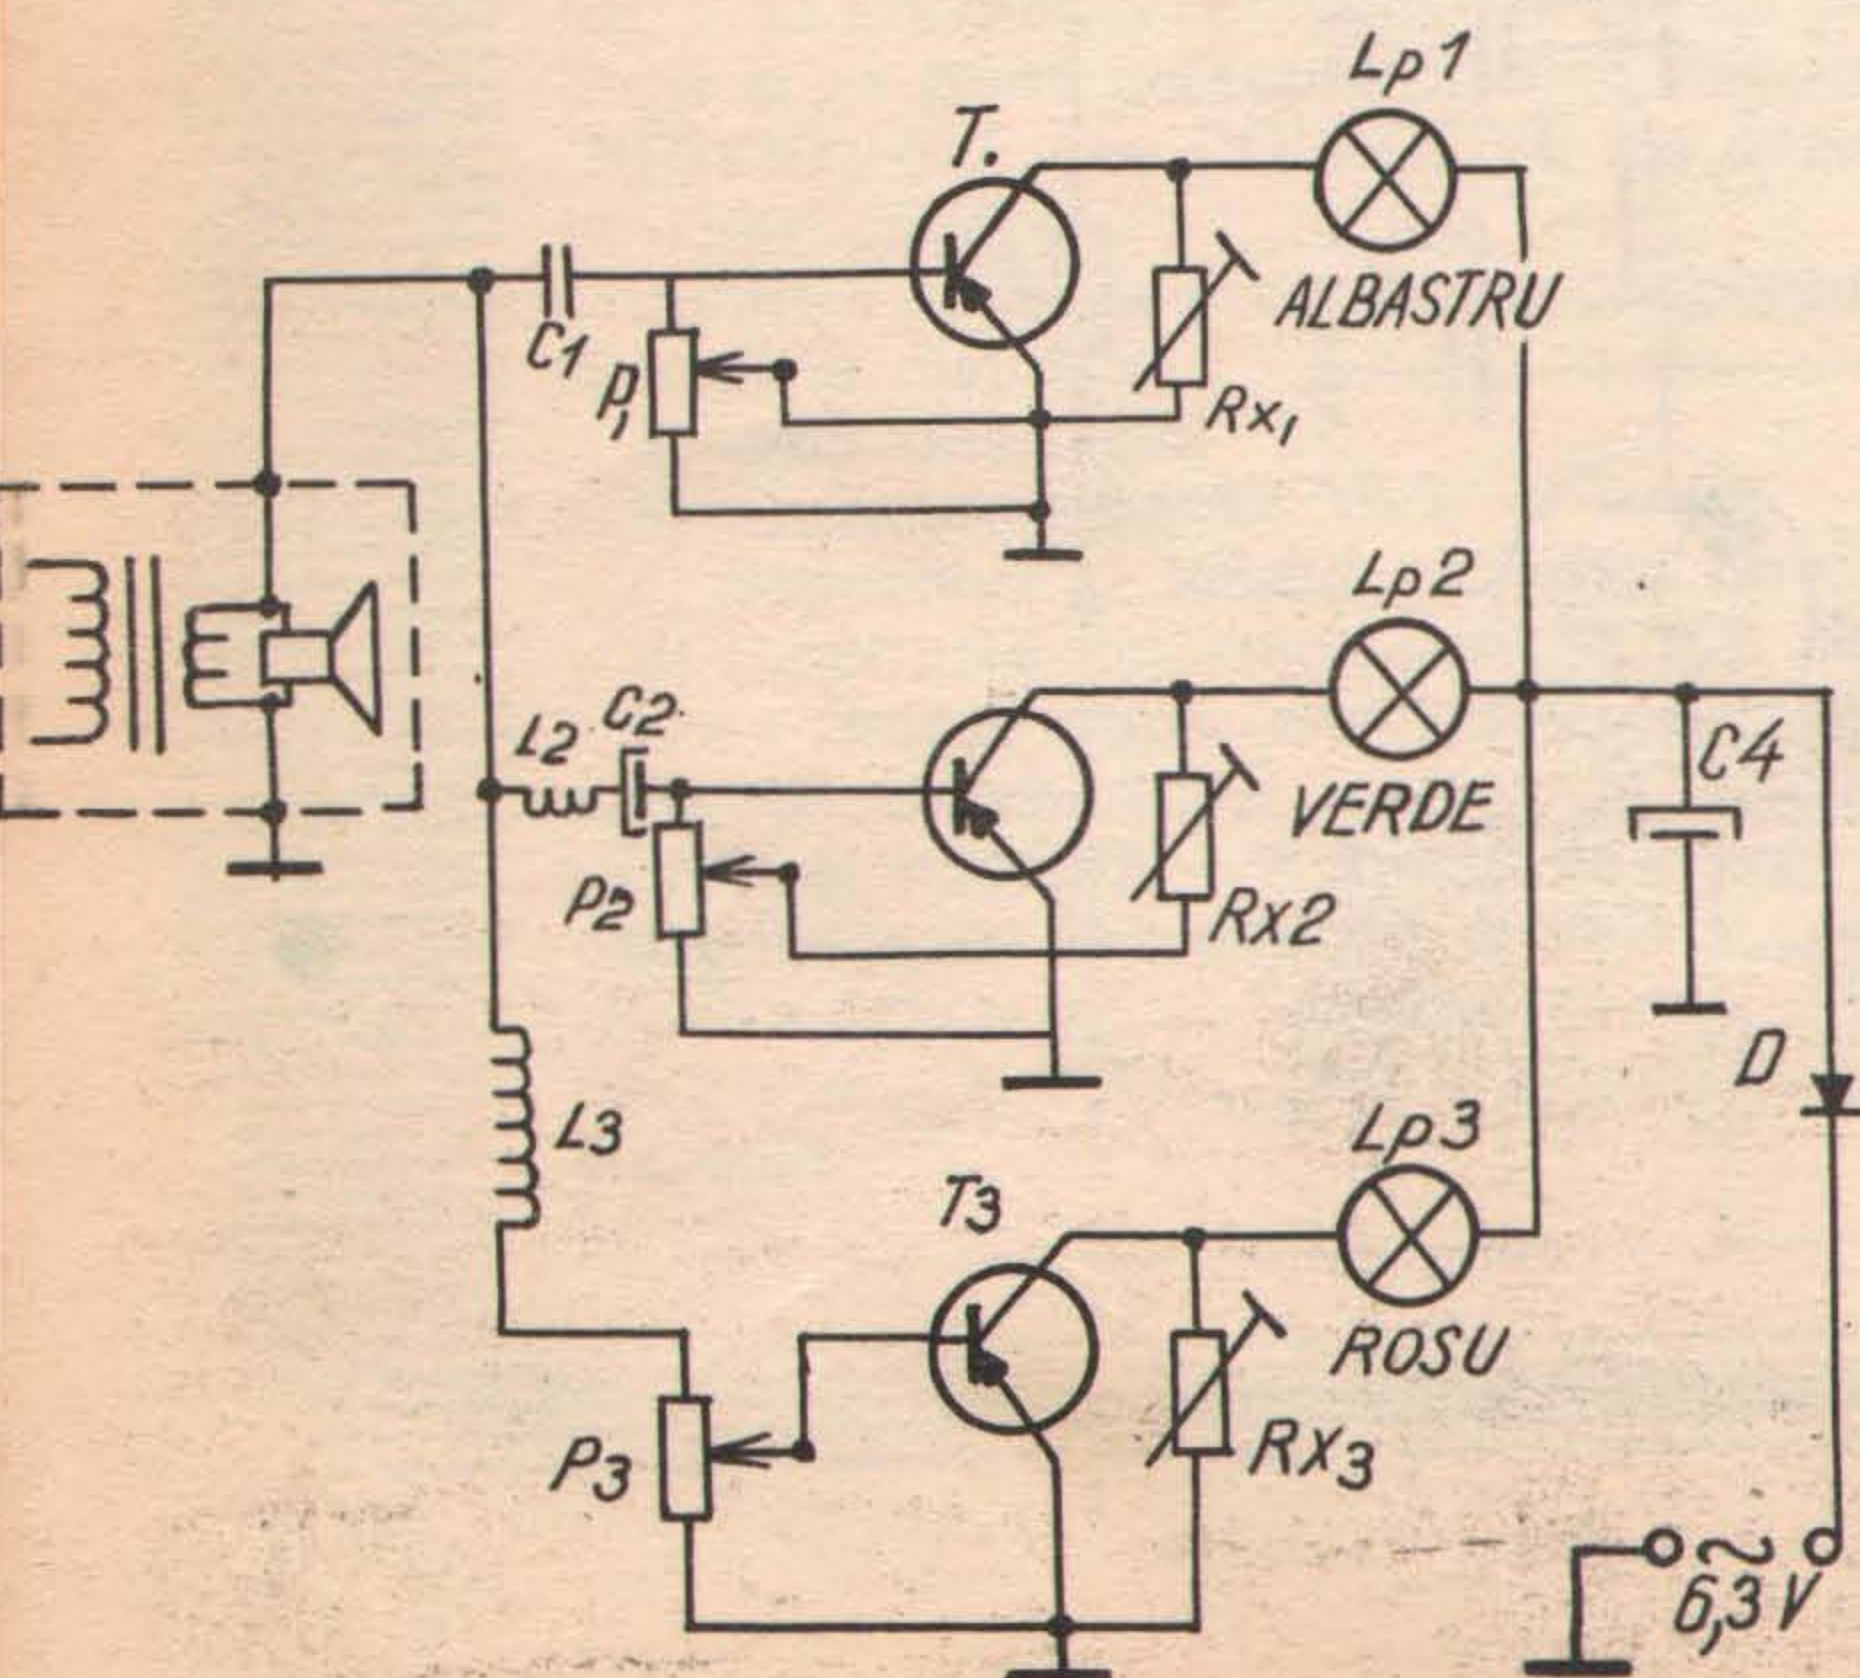 Lp1
T.
ALBASTRU
C1
P1
Rx1
Lp2
L2
C2
VERDE
C4
P2
Rx2
D
L3
Lp3
T3
ROSU
P3
Rx3
~
6,3V